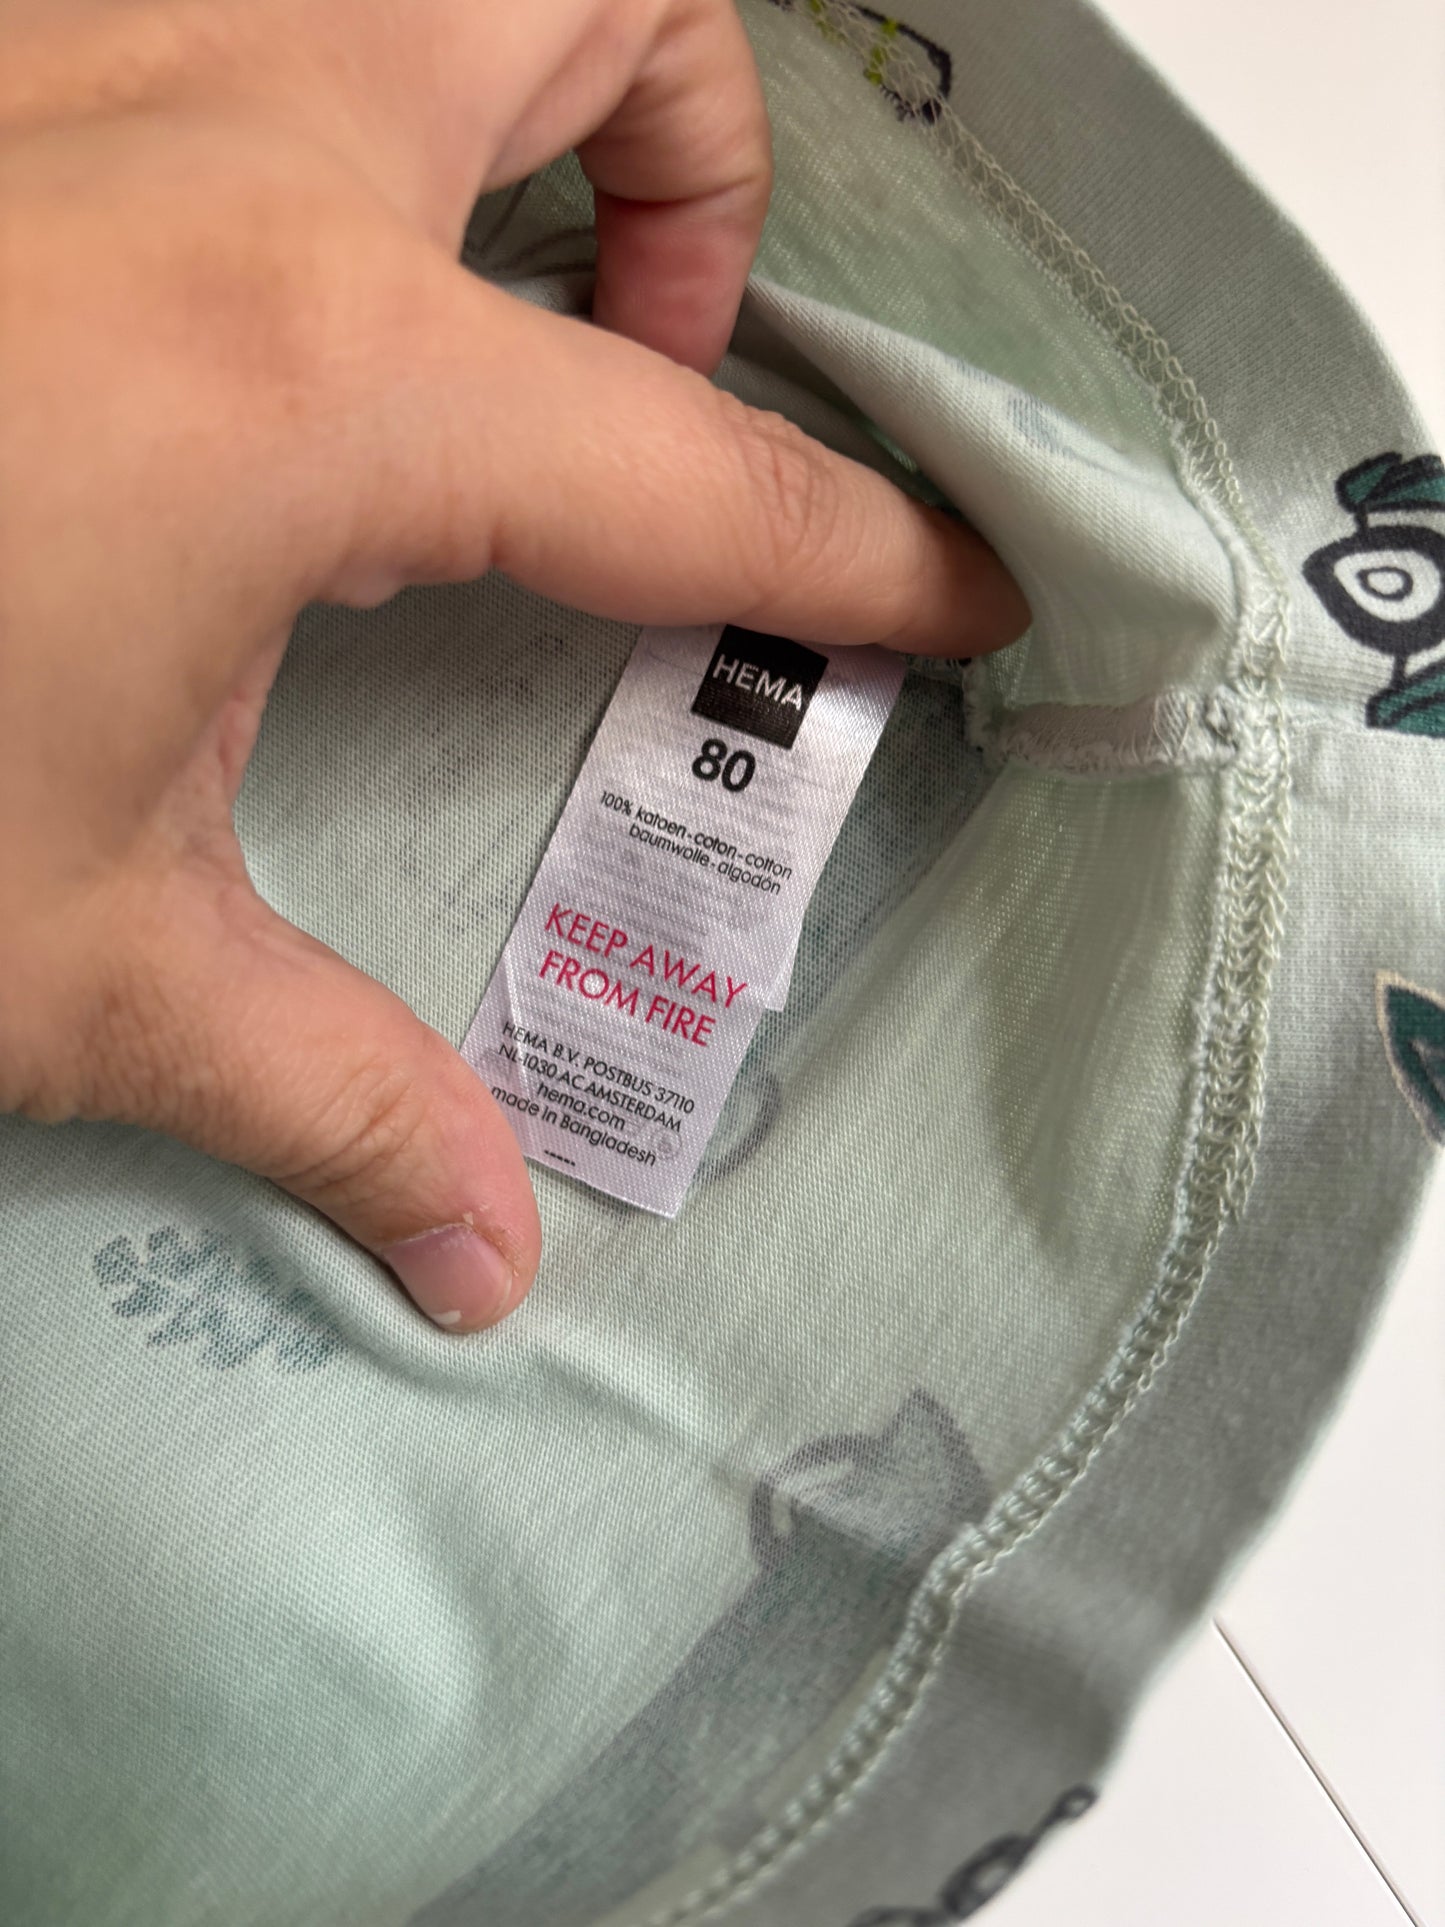 HEMA
80
100% katoen-coton-cotton
baumwolle-algodón
KEEP AWAY
FROM FIRE
HEMA B.V. POSTBUS 37110
NL-1030 AC AMSTERDAM
hema.com
made in Bangladesh